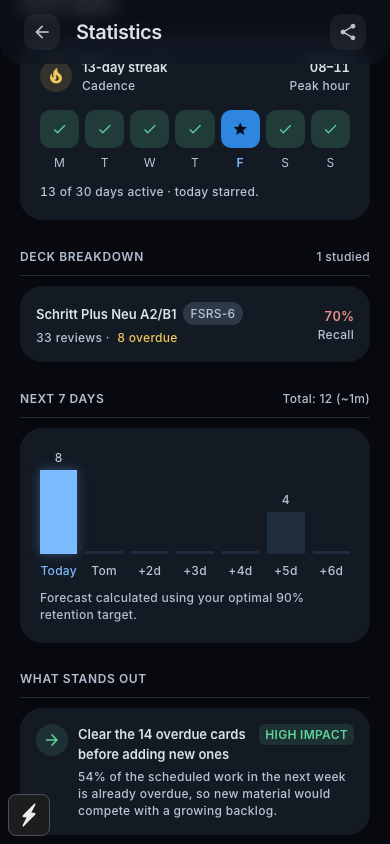 Statistics
13-day streak
08–11
Cadence
Peak hour
M T W T F S S
13 of 30 days active · today starred.
DECK BREAKDOWN
1 studied
Schritt Plus Neu A2/B1 FSRS-6
70%
33 reviews · 8 overdue
Recall
NEXT 7 DAYS
Total: 12 (~1m)
8
4
Today Tom +2d +3d +4d +5d +6d
Forecast calculated using your optimal 90%
retention target.
WHAT STANDS OUT
Clear the 14 overdue cards
before adding new ones
HIGH IMPACT
54% of the scheduled work in the next week
is already overdue, so new material would
compete with a growing backlog.